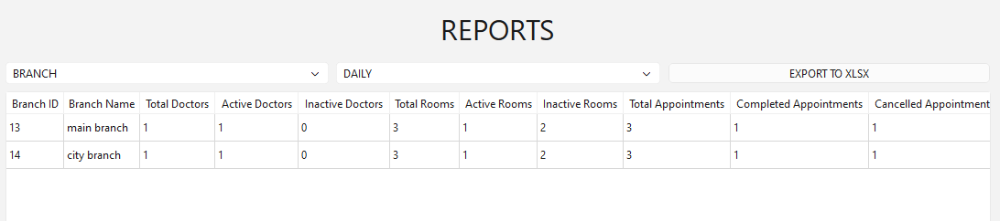 REPORTS
BRANCH DAILY EXPORT TO XLSX
Branch ID Branch Name Total Doctors Active Doctors Inactive Doctors Total Rooms Active Rooms Inactive Rooms Total Appointments Completed Appointments Cancelled Appointment
13 main branch 1 1 0 3 1 2 3 1 1
14 city branch 1 1 0 3 1 2 3 1 1